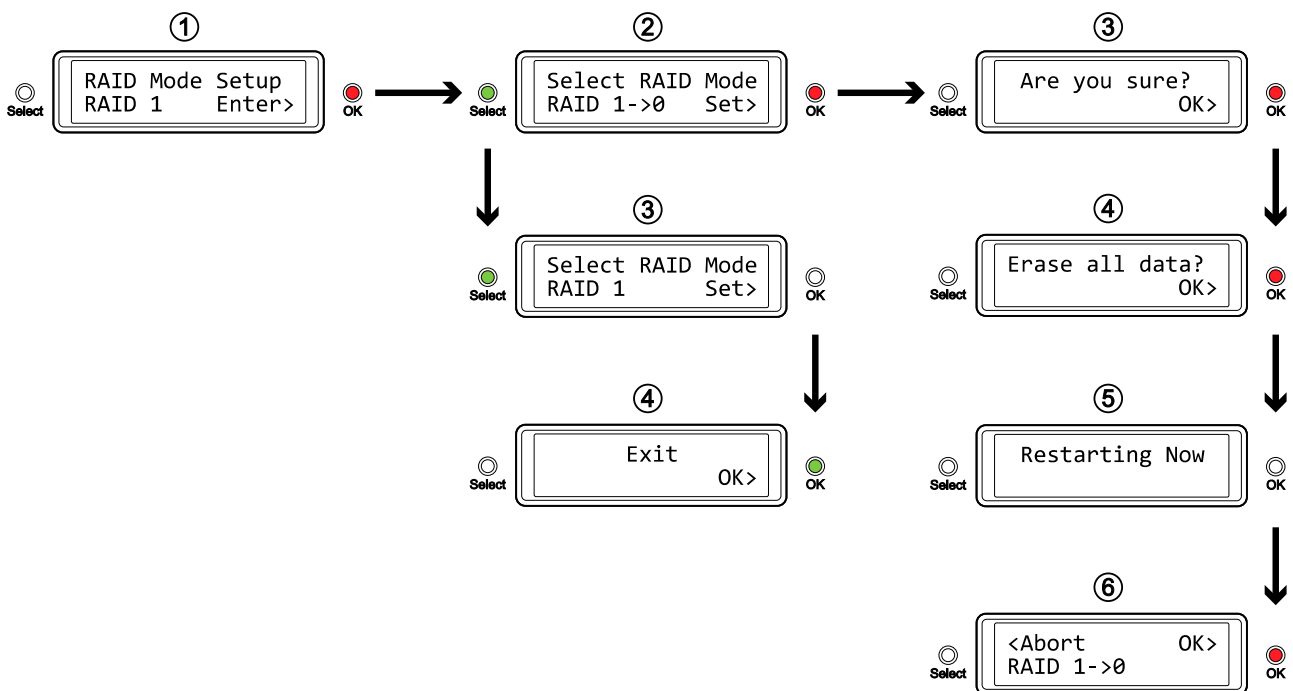 ①
Select
RAID Mode Setup
RAID 1 Enter>
OK
②
Select
Select RAID Mode
RAID 1->0 Set>
OK
③
Select
Are you sure?
OK>
OK
③
Select
Select RAID Mode
RAID 1 Set>
OK
④
Select
Erase all data?
OK>
OK
④
Select
Exit
OK>
OK
⑤
Select
Restarting Now
OK
⑥
Select
<Abort OK>
RAID 1->0
OK